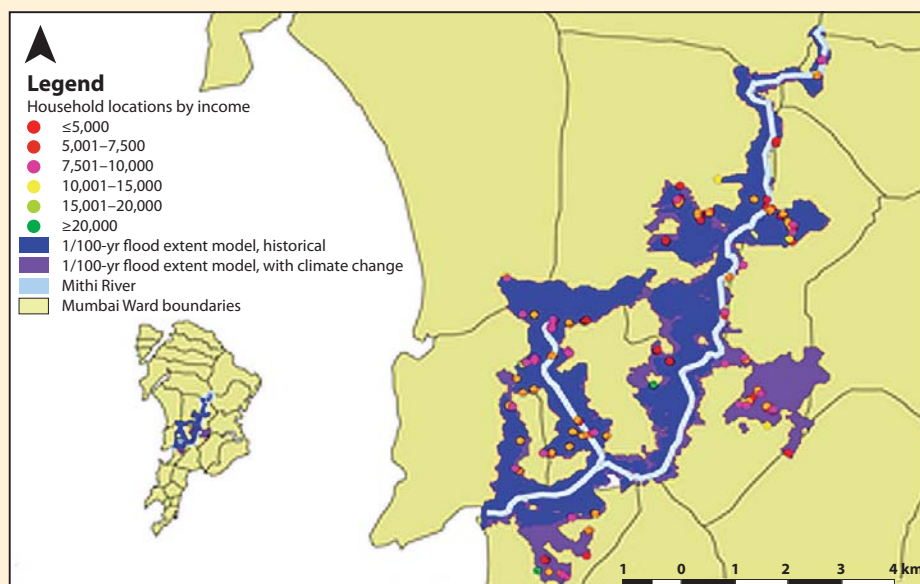 Legend
Household locations by income
≤5,000
5,001–7,500
7,501–10,000
10,001–15,000
15,001–20,000
≥20,000
1/100-yr flood extent model, historical
1/100-yr flood extent model, with climate change
Mithi River
Mumbai Ward boundaries
1 0 1 2 3 4 km